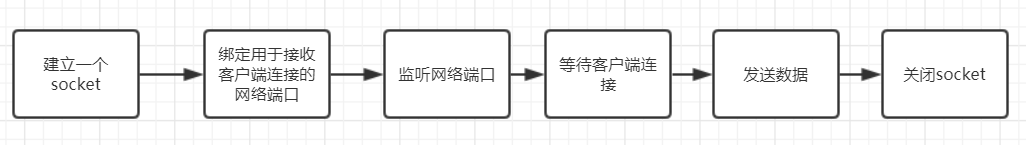 建立一个
socket
绑定用于接收
客户端连接的
网络端口
监听网络端口
等待客户端连
接
发送数据
关闭socket